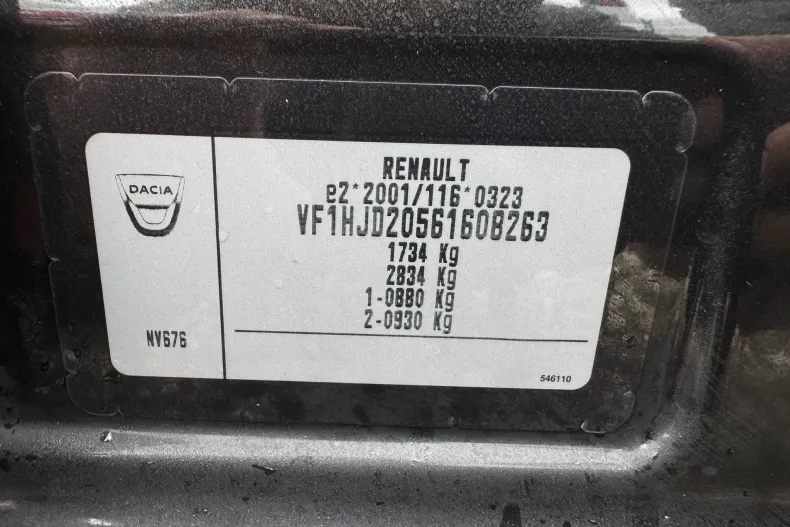 DACIA
NV676
RENAULT
e2*2001/116*0323
VF1HJD20561608263
1734 Kg
2834 Kg
1-0880 Kg
2-0930 Kg
546110